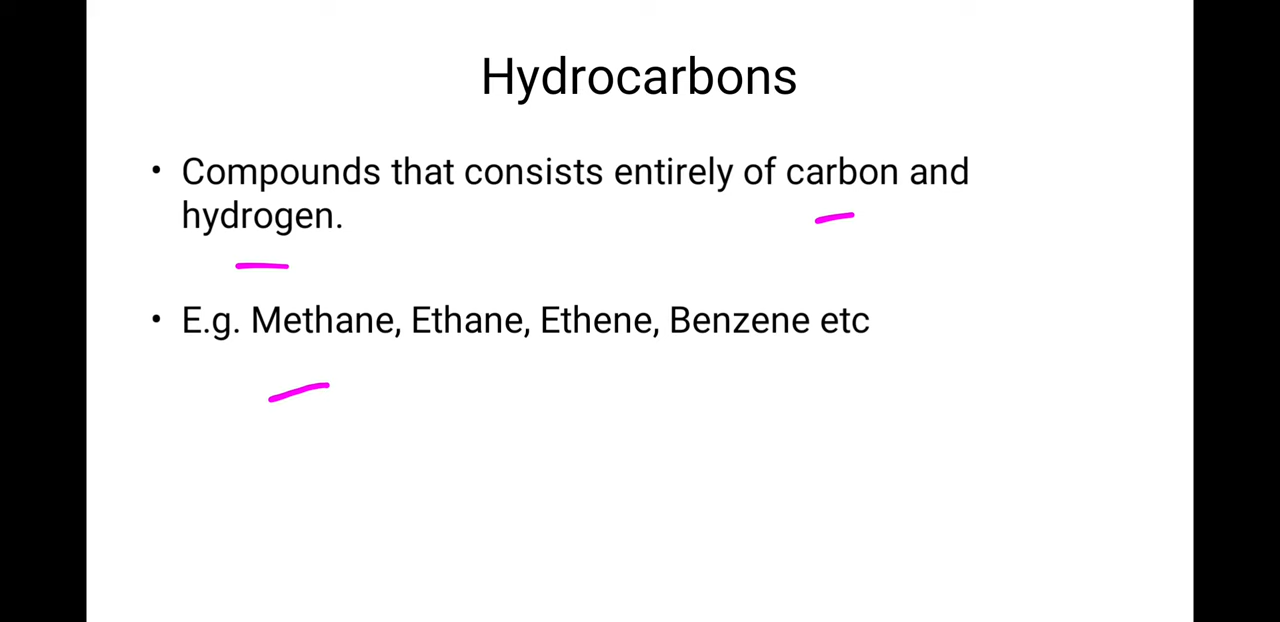 Hydrocarbons
• Compounds that consists entirely of carbon and
hydrogen.
• E.g. Methane, Ethane, Ethene, Benzene etc